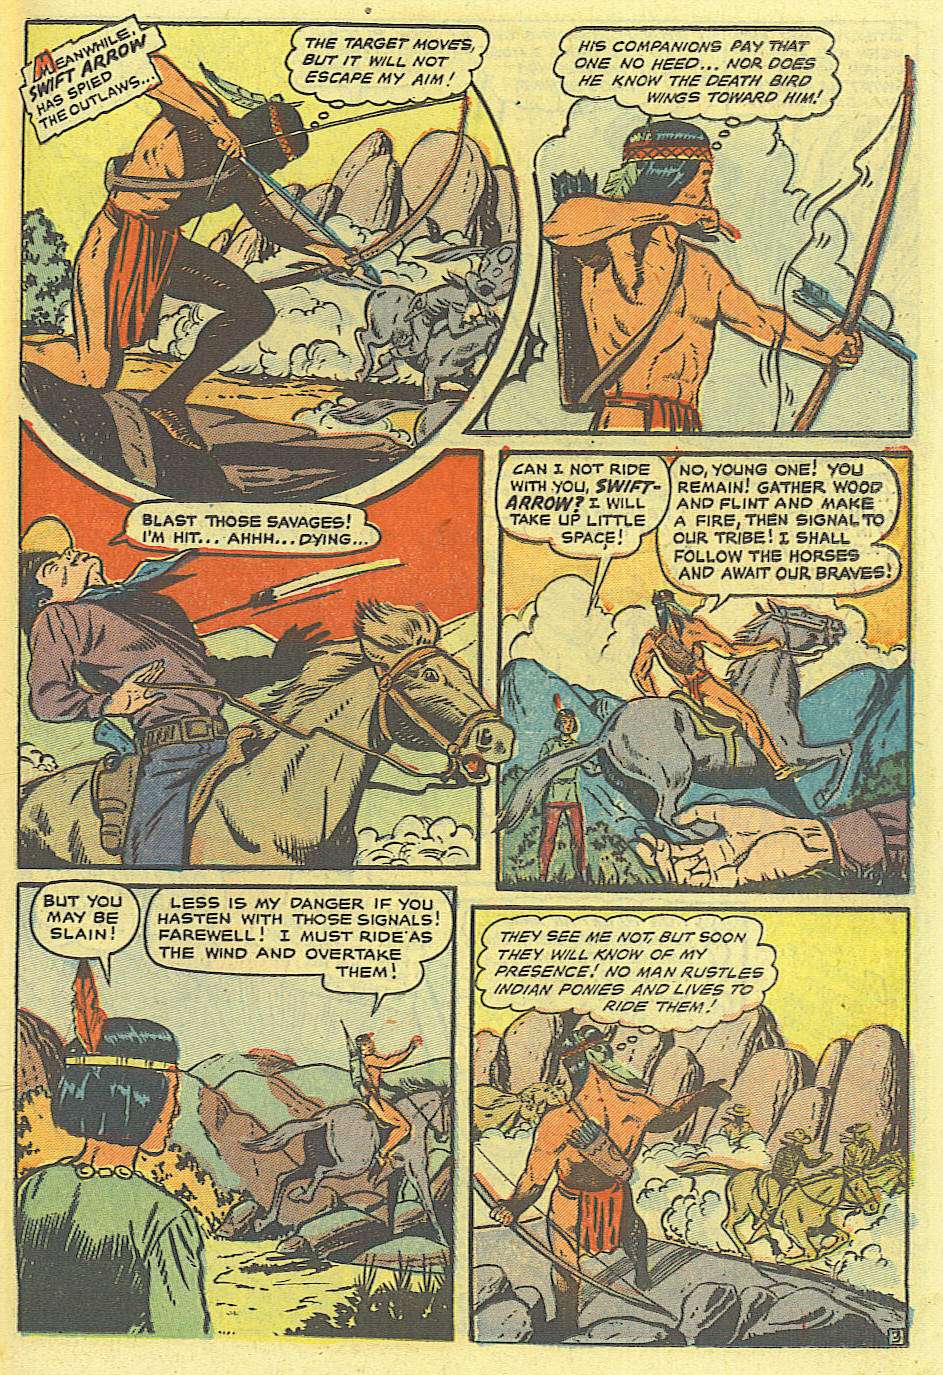 MEANWHILE,
SWIFT ARROW
HAS SPIED
THE OUTLAWS...
THE TARGET MOVES,
BUT IT WILL NOT
ESCAPE MY AIM!
HIS COMPANIONS PAY THAT
ONE NO HEED... NOR DOES
HE KNOW THE DEATH BIRD
WINGS TOWARD HIM!
BLAST THOSE SAVAGES!
I'M HIT... AHHH... DYING...
CAN I NOT RIDE
WITH YOU, SWIFT-
ARROW? I WILL
TAKE UP LITTLE
SPACE!
NO, YOUNG ONE! YOU
REMAIN! GATHER WOOD
AND FLINT AND MAKE
A FIRE, THEN SIGNAL TO
OUR TRIBE! I SHALL
FOLLOW THE HORSES
AND AWAIT OUR BRAVES!
BUT YOU
MAY BE
SLAIN!
LESS IS MY DANGER IF YOU
HASTEN WITH THOSE SIGNALS!
FAREWELL! I MUST RIDE AS
THE WIND AND OVERTAKE
THEM!
THEY SEE ME NOT, BUT SOON
THEY WILL KNOW OF MY
PRESENCE! NO MAN RUSTLES
INDIAN PONIES AND LIVES TO
RIDE THEM!
3